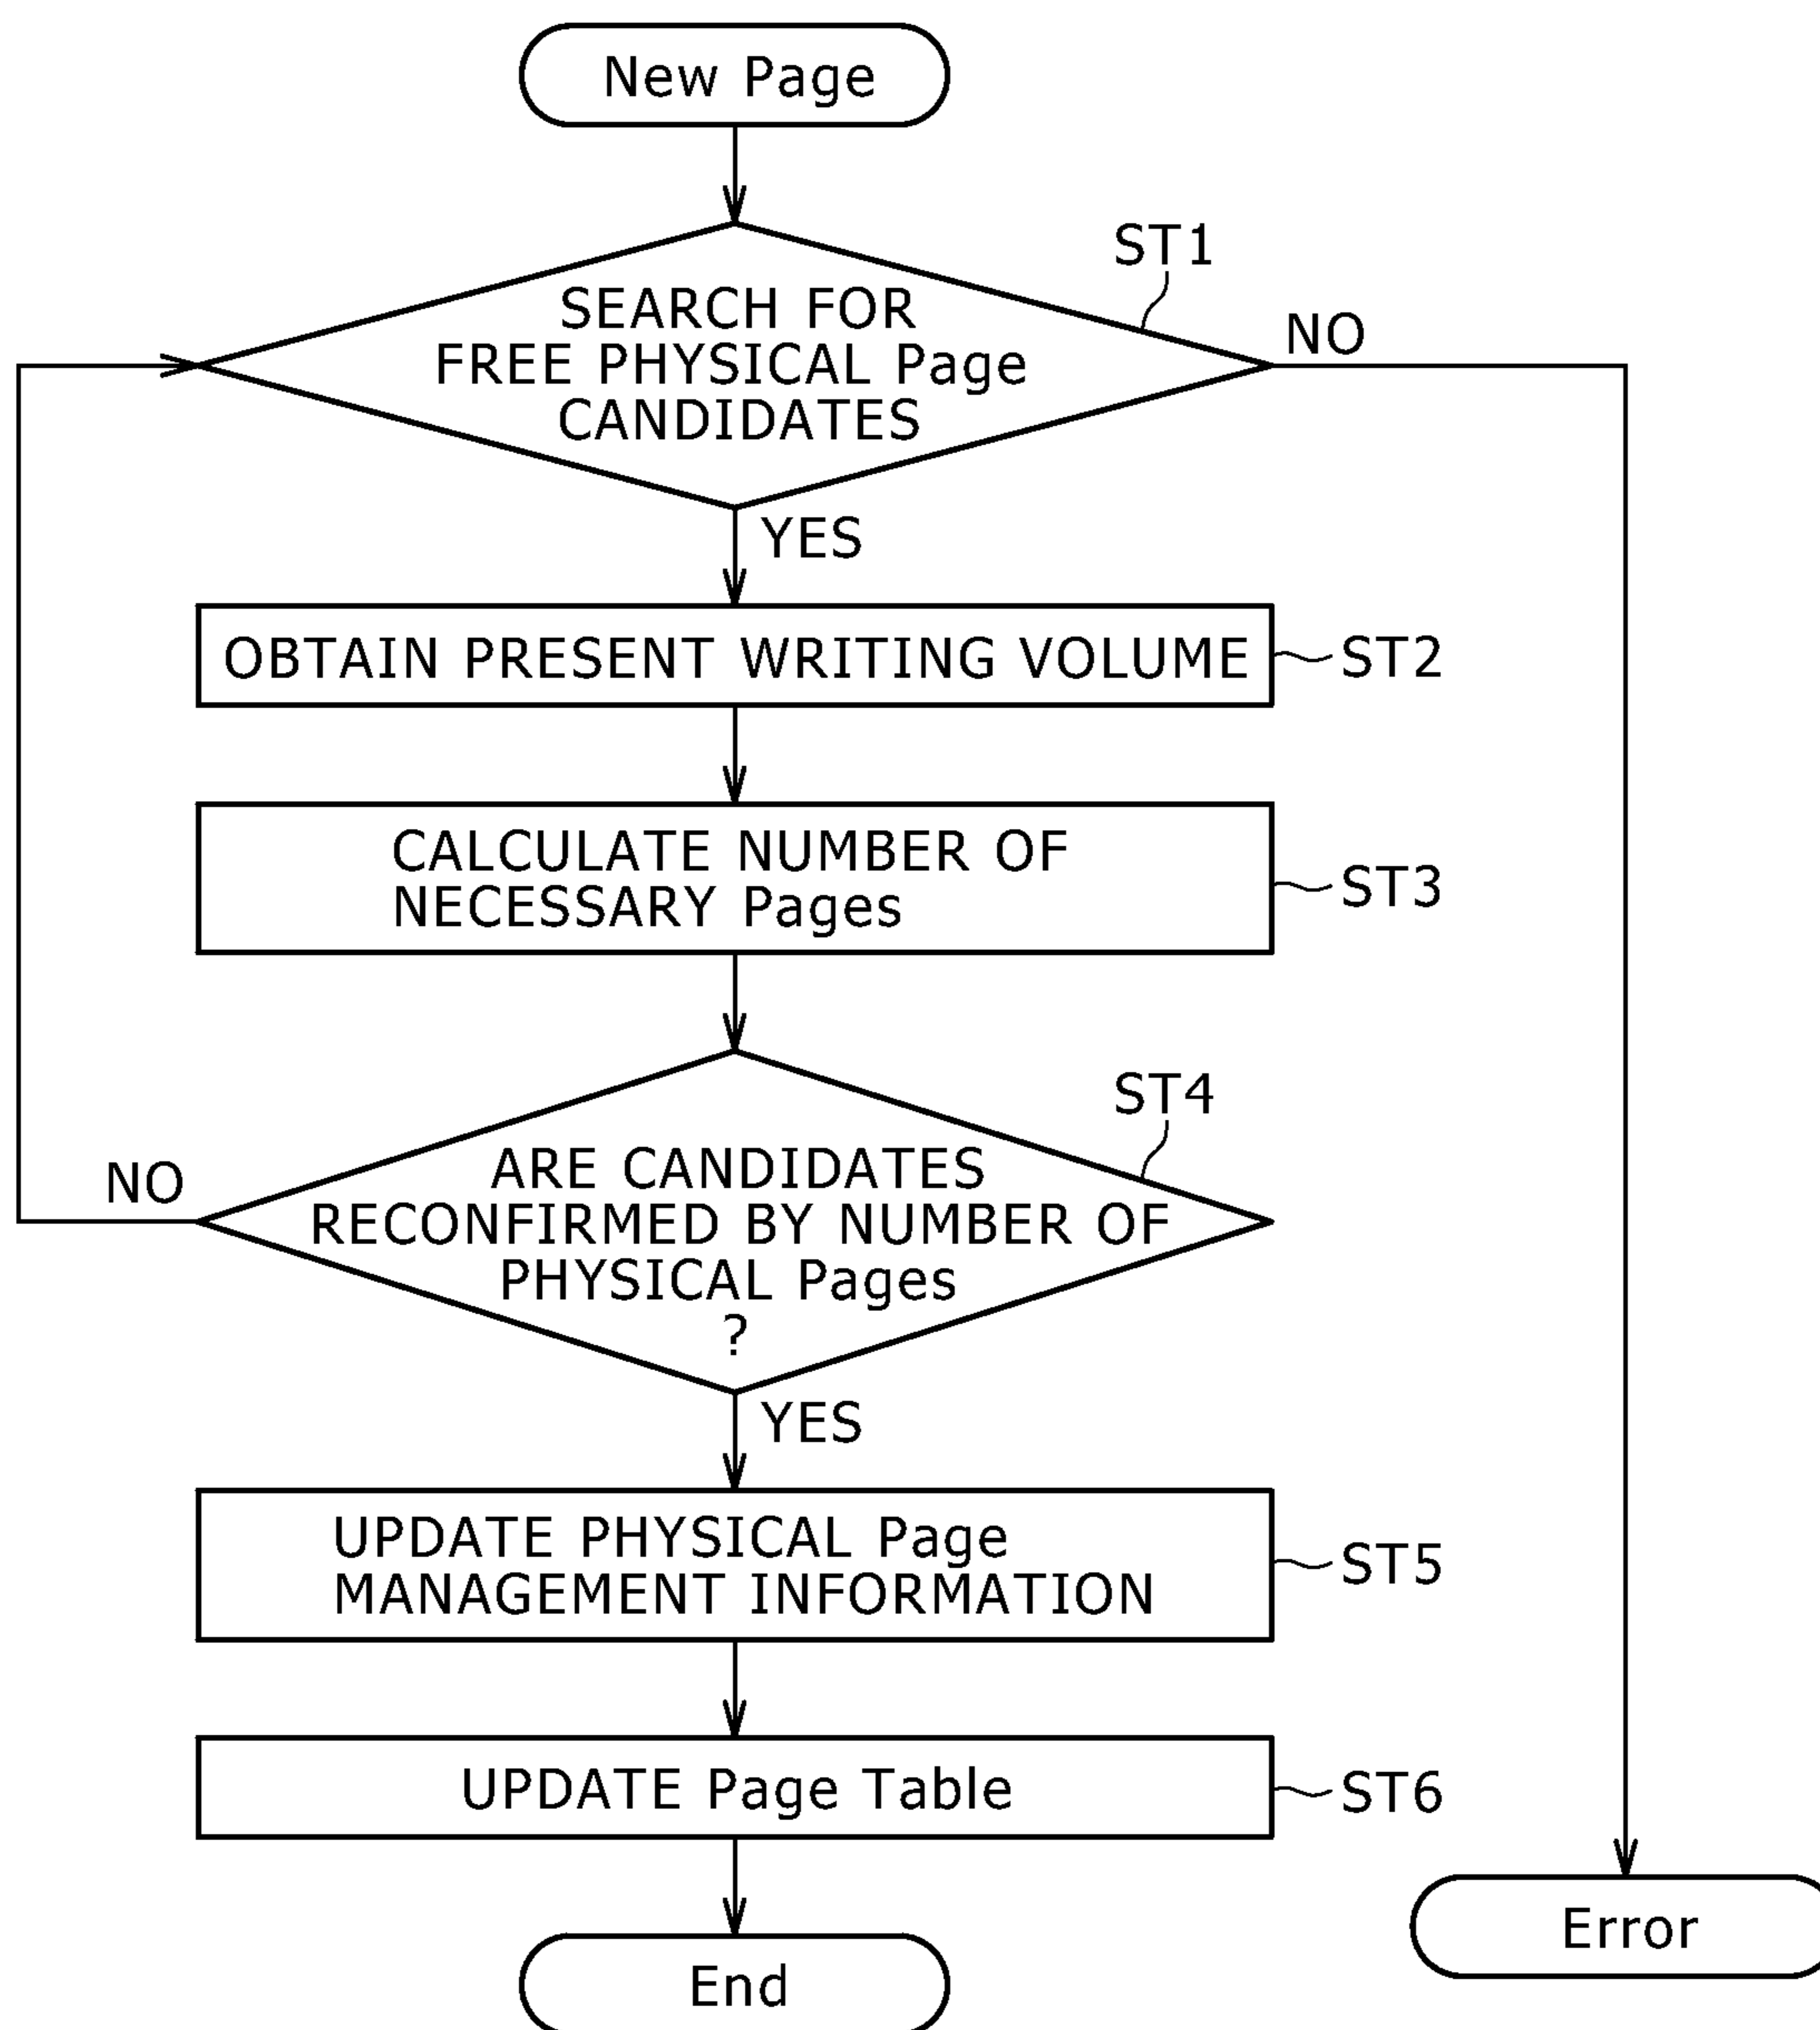 New Page
ST1
SEARCH FOR
FREE PHYSICAL Page
CANDIDATES
NO
YES
OBTAIN PRESENT WRITING VOLUME
ST2
CALCULATE NUMBER OF
NECESSARY Pages
ST3
ST4
NO
ARE CANDIDATES
RECONFIRMED BY NUMBER OF
PHYSICAL Pages
?
YES
UPDATE PHYSICAL Page
MANAGEMENT INFORMATION
ST5
UPDATE Page Table
ST6
Error
End